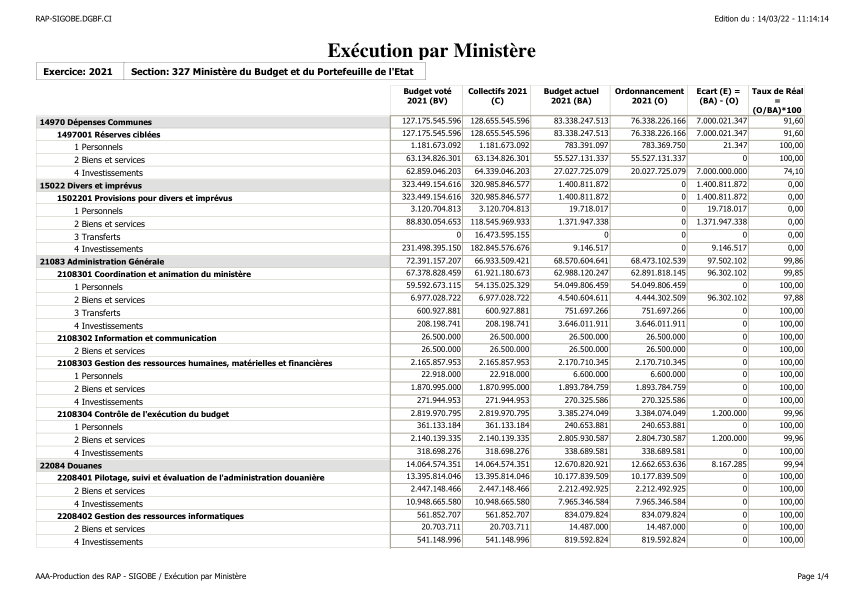 RAP-SIGOBE.DGBF.CI Edition du : 14/03/22 - 11:14:14
Exécution par Ministère
Exercice: 2021 Section: 327 Ministère du Budget et du Portefeuille de l'Etat
Budget voté 2021 (BV) Collectifs 2021 (C) Budget actuel 2021 (BA) Ordonnancement 2021 (O) Ecart (E) = (BA) - (O) Taux de Réal = (O/BA)*100
14970 Dépenses Communes 127.175.545.596 128.655.545.596 83.338.247.513 76.338.226.166 7.000.021.347 91,60
1497001 Réserves ciblées 127.175.545.596 128.655.545.596 83.338.247.513 76.338.226.166 7.000.021.347 91,60
1 Personnels 1.181.673.092 1.181.673.092 783.391.097 783.369.750 21.347 100,00
2 Biens et services 63.134.826.301 63.134.826.301 55.527.131.337 55.527.131.337 0 100,00
4 Investissements 62.859.046.203 64.339.046.203 27.027.725.079 20.027.725.079 7.000.000.000 74,10
15022 Divers et imprévus 323.449.154.616 320.985.846.577 1.400.811.872 0 1.400.811.872 0,00
1502201 Provisions pour divers et imprévus 323.449.154.616 320.985.846.577 1.400.811.872 0 1.400.811.872 0,00
1 Personnels 3.120.704.813 3.120.704.813 19.718.017 0 19.718.017 0,00
2 Biens et services 88.830.054.653 118.545.969.933 1.371.947.338 0 1.371.947.338 0,00
3 Transferts 0 16.473.595.155 0 0 0 0,00
4 Investissements 231.498.395.150 182.845.576.676 9.146.517 0 9.146.517 0,00
21083 Administration Générale 72.391.157.207 66.933.509.421 68.570.604.641 68.473.102.539 97.502.102 99,86
2108301 Coordination et animation du ministère 67.378.828.459 61.921.180.673 62.988.120.247 62.891.818.145 96.302.102 99,85
1 Personnels 59.592.673.115 54.135.025.329 54.049.806.459 54.049.806.459 0 100,00
2 Biens et services 6.977.028.722 6.977.028.722 4.540.604.611 4.444.302.509 96.302.102 97,88
3 Transferts 600.927.881 600.927.881 751.697.266 751.697.266 0 100,00
4 Investissements 208.198.741 208.198.741 3.646.011.911 3.646.011.911 0 100,00
2108302 Information et communication 26.500.000 26.500.000 26.500.000 26.500.000 0 100,00
2 Biens et services 26.500.000 26.500.000 26.500.000 26.500.000 0 100,00
2108303 Gestion des ressources humaines, matérielles et financières 2.165.857.953 2.165.857.953 2.170.710.345 2.170.710.345 0 100,00
1 Personnels 22.918.000 22.918.000 6.600.000 6.600.000 0 100,00
2 Biens et services 1.870.995.000 1.870.995.000 1.893.784.759 1.893.784.759 0 100,00
4 Investissements 271.944.953 271.944.953 270.325.586 270.325.586 0 100,00
2108304 Contrôle de l'exécution du budget 2.819.970.795 2.819.970.795 3.385.274.049 3.384.074.049 1.200.000 99,96
1 Personnels 361.133.184 361.133.184 240.653.881 240.653.881 0 100,00
2 Biens et services 2.140.139.335 2.140.139.335 2.805.930.587 2.804.730.587 1.200.000 99,96
4 Investissements 318.698.276 318.698.276 338.689.581 338.689.581 0 100,00
22084 Douanes 14.064.574.351 14.064.574.351 12.670.820.921 12.662.653.636 8.167.285 99,94
2208401 Pilotage, suivi et évaluation de l'administration douanière 13.395.814.046 13.395.814.046 10.177.839.509 10.177.839.509 0 100,00
2 Biens et services 2.447.148.466 2.447.148.466 2.212.492.925 2.212.492.925 0 100,00
4 Investissements 10.948.665.580 10.948.665.580 7.965.346.584 7.965.346.584 0 100,00
2208402 Gestion des ressources informatiques 561.852.707 561.852.707 834.079.824 834.079.824 0 100,00
2 Biens et services 20.703.711 20.703.711 14.487.000 14.487.000 0 100,00
4 Investissements 541.148.996 541.148.996 819.592.824 819.592.824 0 100,00
AAA-Production des RAP - SIGOBE / Exécution par Ministère Page 1/4